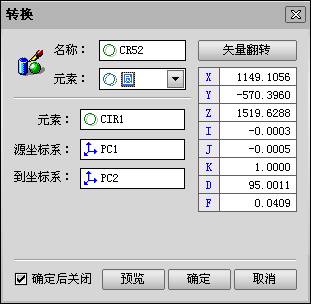 转换
名称： CR52
元素： 圆
元素： CIR1
源坐标系： PC1
到坐标系： PC2
矢量翻转
X 1149.1056
Y -570.3960
Z 1519.6288
I -0.0003
J -0.0005
K 1.0000
D 95.0011
F 0.0409
确定后关闭 预览 确定 取消